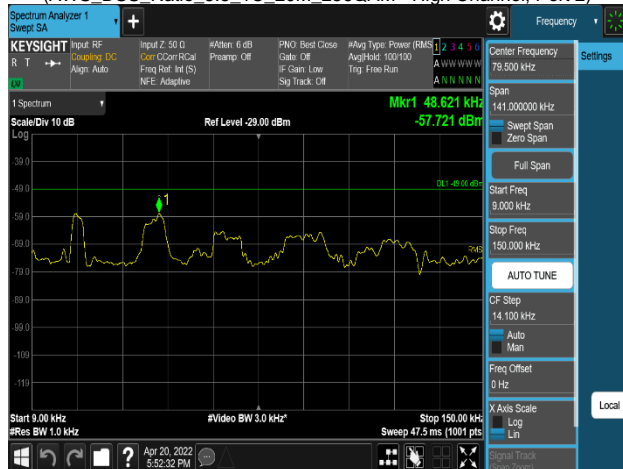 Spectrum Analyzer 1
Swept SA
+
Frequency
KEYSIGHT
R T
Input: RF
Coupling: DC
Align: Auto
Input Z: 50 Ω
Corr CCorr RCal
Freq Ref: Int (S)
NFE: Adaptive
#Atten: 6 dB
Preamp: Off
PNO: Best Close
Gate: Off
IF Gain: Low
Sig Track: Off
#Avg Type: Power (RMS
Avg|Hold: 100/100
Trig: Free Run
1 2 3 4 5 6
A W W W W W
A N N N N N
1 Spectrum
Scale/Div 10 dB
Log
Ref Level -29.00 dBm
Mkr1 48.621 kHz
-57.721 dBm
-39.0
-49.0
-59.0
-69.0
-79.0
-89.0
-99.0
-109
-119
1
DL1 -49.00 dBm
RMS
Start 9.00 kHz
#Res BW 1.0 kHz
#Video BW 3.0 kHz*
Stop 150.00 kHz
Sweep 47.5 ms (1001 pts
Center Frequency
79.500 kHz
Settings
Span
141.000000 kHz
Swept Span
Zero Span
Full Span
Start Freq
9.000 kHz
Stop Freq
150.000 kHz
AUTO TUNE
CF Step
14.100 kHz
Auto
Man
Freq Offset
0 Hz
X Axis Scale
Log
Lin
Local
Signal Track
(Span Zoom)
?
Apr 20, 2022
5:52:32 PM